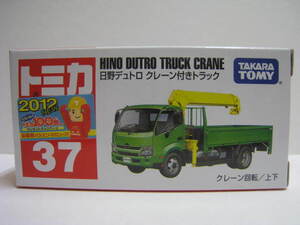 トミカ
2012
37
HINO DUTRO TRUCK CRANE
日野デュトロ クレーン付きトラック
TAKARA
TOMY
クレーン回転/上下